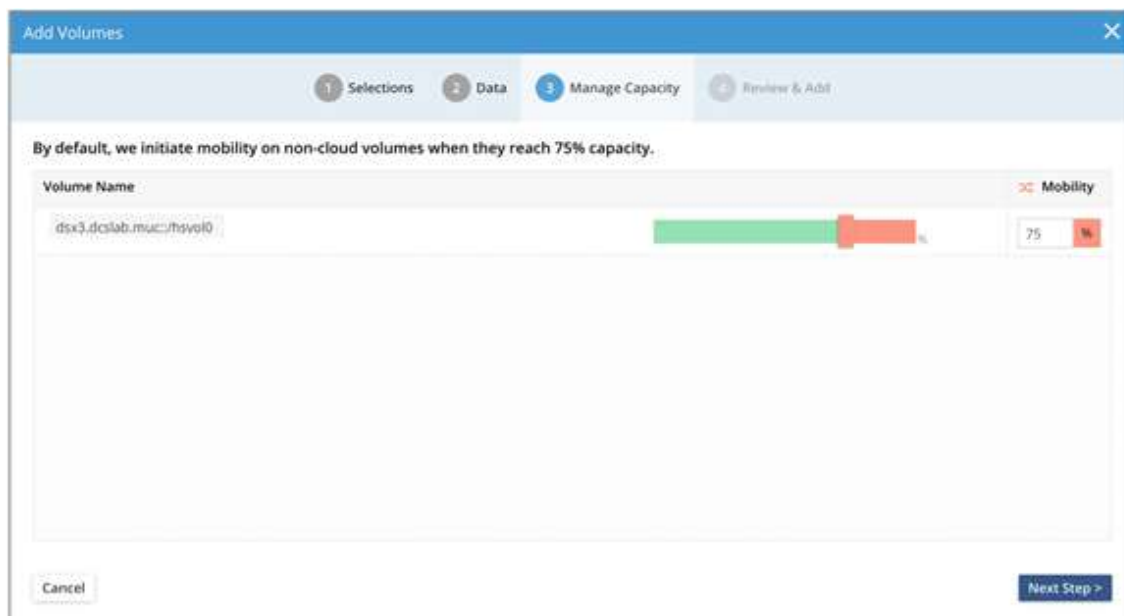 Add Volumes
1 Selections 2 Data 3 Manage Capacity 4 Review & Add
By default, we initiate mobility on non-cloud volumes when they reach 75% capacity.
Volume Name Mobility
dsx3.dcslab.muc::/hsvol0 % 75 %
Cancel Next Step >